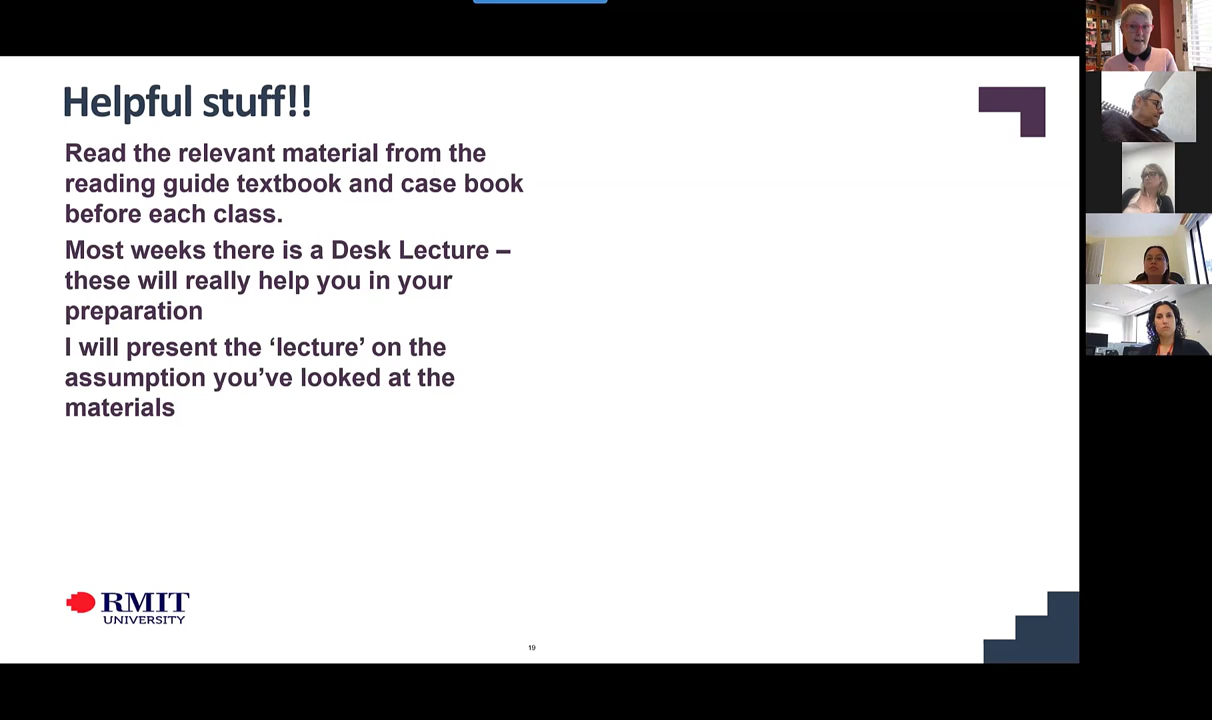 Helpful stuff!!
Read the relevant material from the
reading guide textbook and case book
before each class.
Most weeks there is a Desk Lecture –
these will really help you in your
preparation
I will present the ‘lecture’ on the
assumption you’ve looked at the
materials
RMIT
UNIVERSITY
19